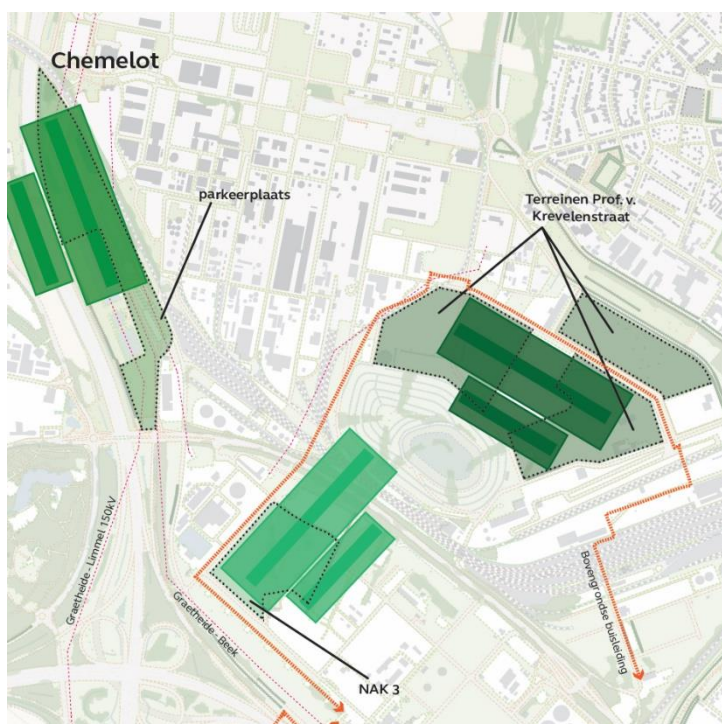 Chemelot
parkeerplaats
Terreinen Prof. v.
Krevelenstraat
Graetheide - Limmel 150kV
Graetheide - Beek
Bovengrondse buisleiding
NAK 3